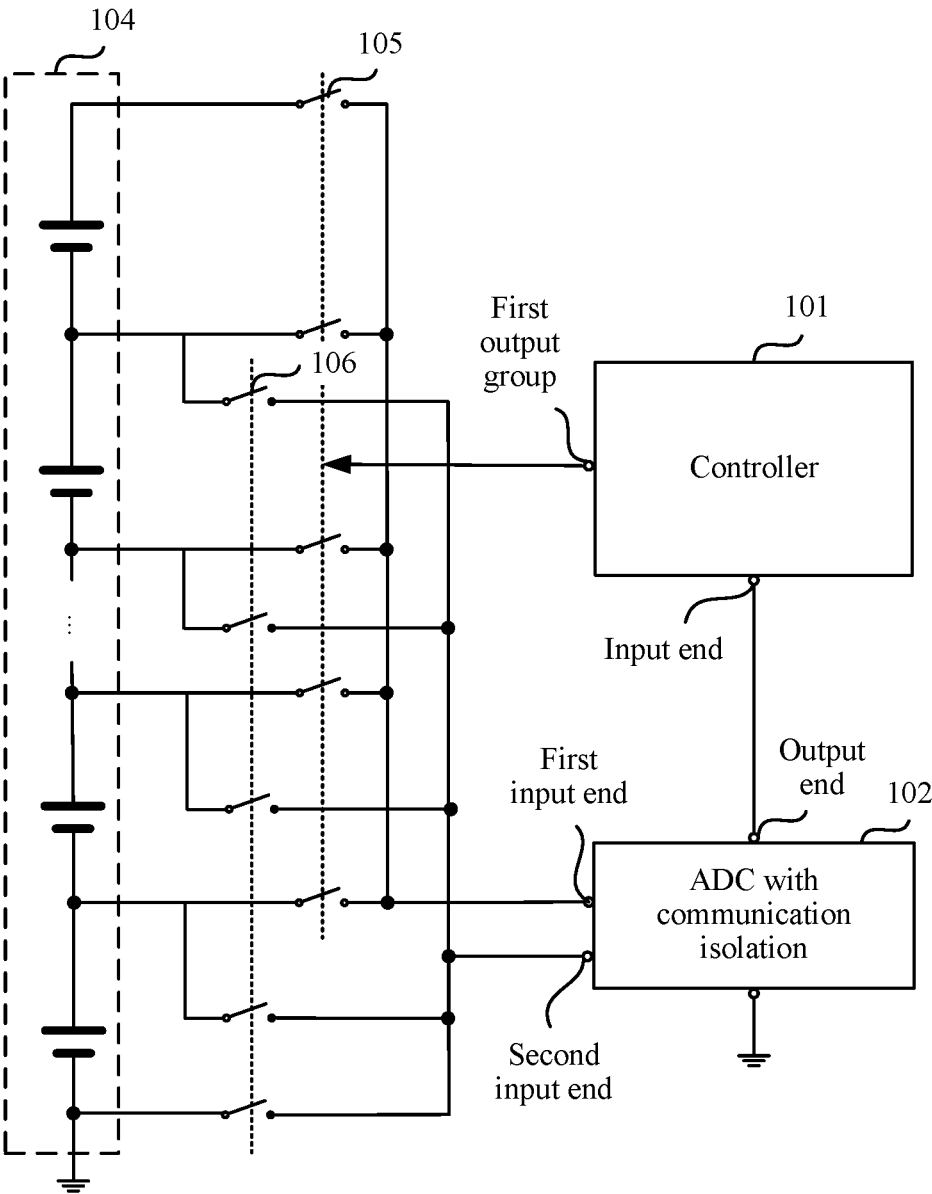 104
105
First
output
group
101
106
Controller
Input end
...
First
input end
Output
end
102
ADC with
communication
isolation
Second
input end